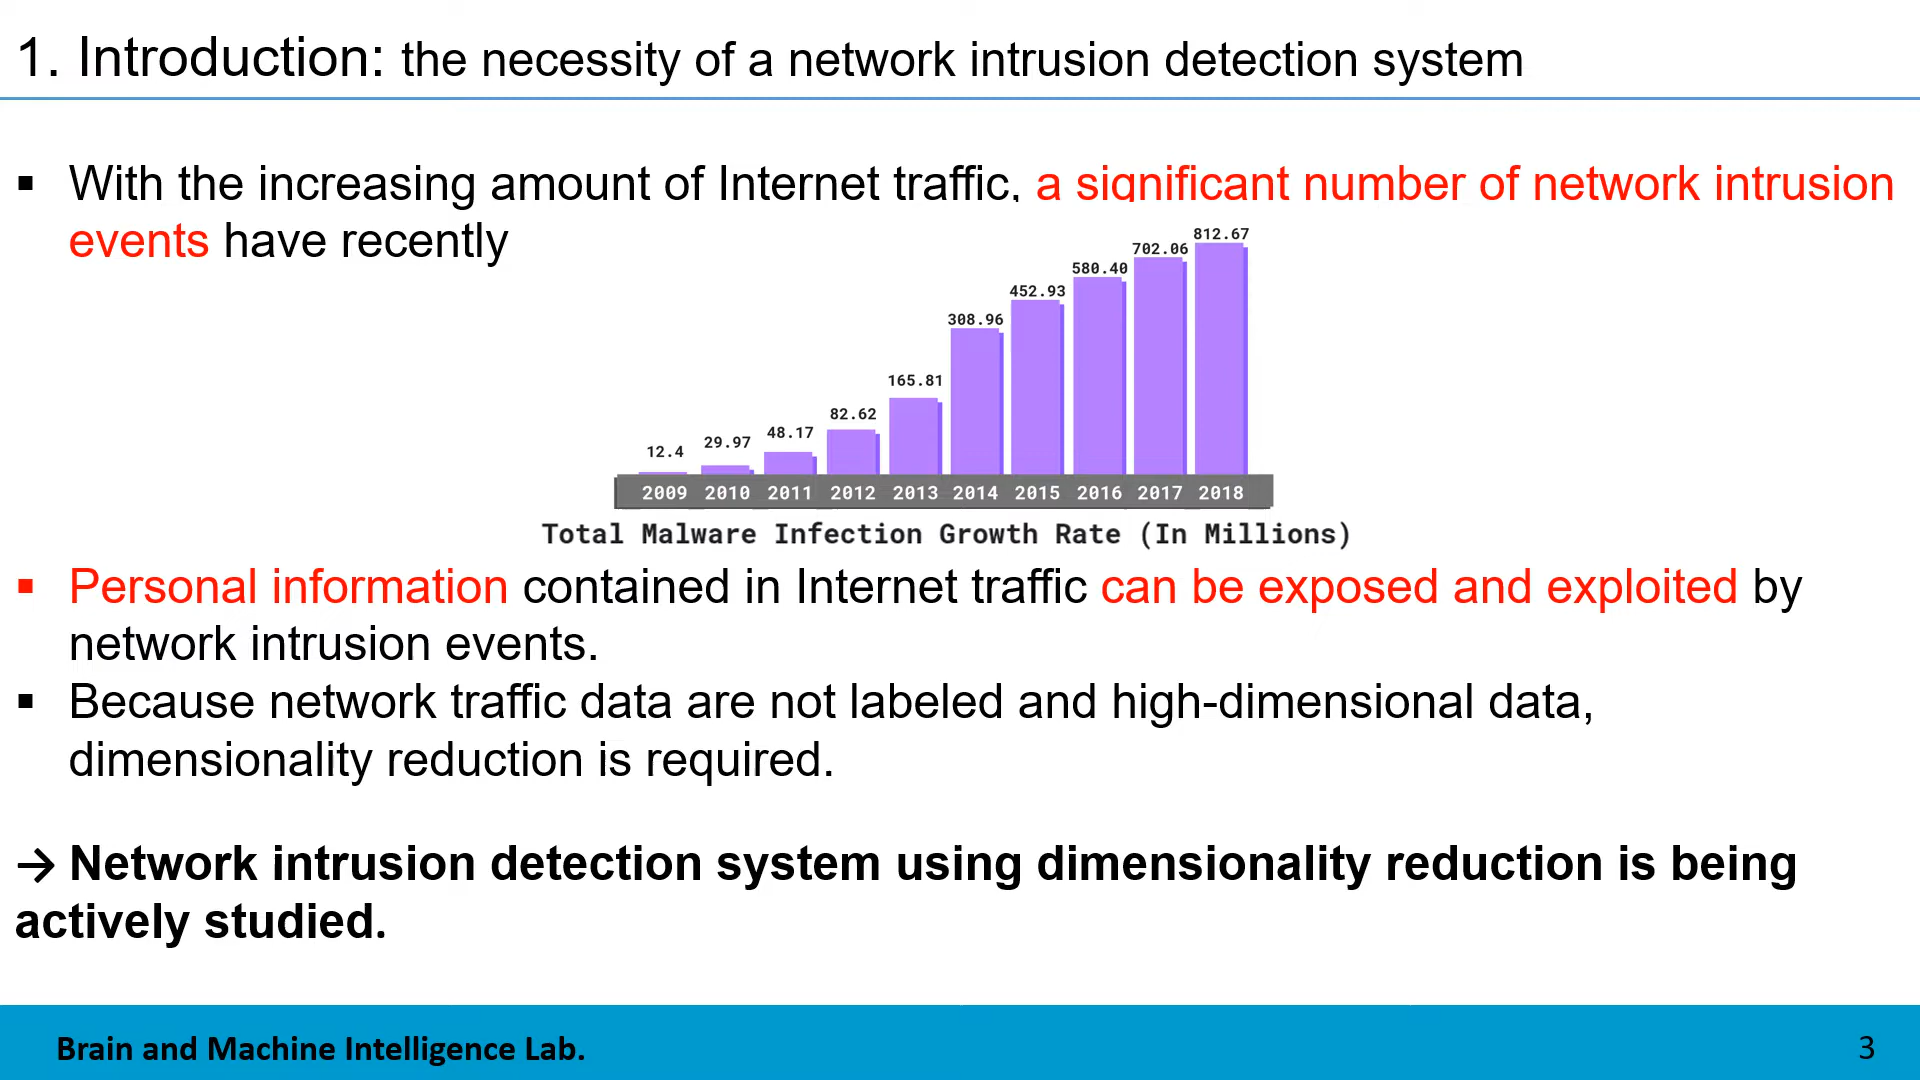 1. Introduction: the necessity of a network intrusion detection system
▪ With the increasing amount of Internet traffic, a significant number of network intrusion
events have recently
812.67
702.06
580.40
452.93
308.96
165.81
82.62
48.17
29.97
12.4
2009 2010 2011 2012 2013 2014 2015 2016 2017 2018
Total Malware Infection Growth Rate (In Millions)
▪ Personal information contained in Internet traffic can be exposed and exploited by
network intrusion events.
▪ Because network traffic data are not labeled and high-dimensional data,
dimensionality reduction is required.
→ Network intrusion detection system using dimensionality reduction is being
actively studied.
Brain and Machine Intelligence Lab.
3